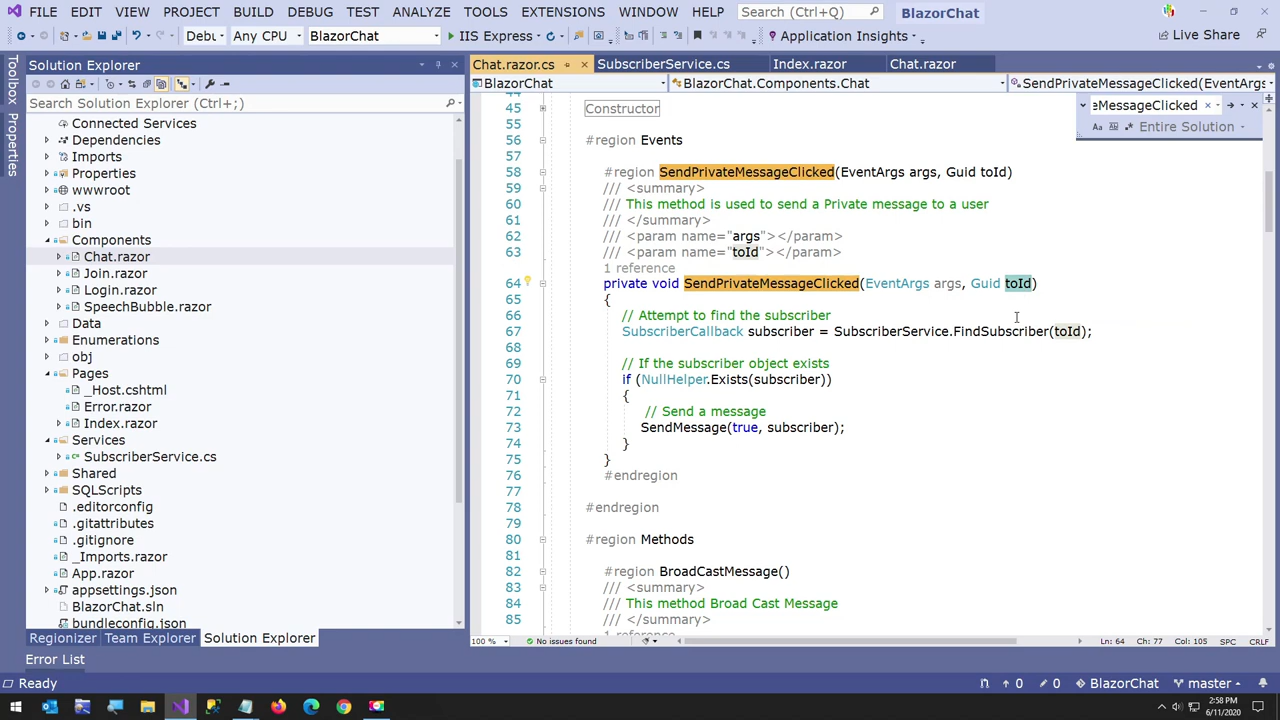 FILE EDIT VIEW PROJECT BUILD DEBUG TEST ANALYZE TOOLS EXTENSIONS WINDOW HELP Search (Ctrl+Q) BlazorChat
Debu Any CPU BlazorChat IIS Express Application Insights Live Share
Toolbox
Properties
Solution Explorer
Search Solution Explorer (Ctrl+;)
Connected Services
Dependencies
Imports
Properties
wwwroot
.vs
bin
Components
Chat.razor
Join.razor
Login.razor
SpeechBubble.razor
Data
Enumerations
obj
Pages
_Host.cshtml
Error.razor
Index.razor
Services
SubscriberService.cs
Shared
SQLScripts
.editorconfig
.gitattributes
.gitignore
_Imports.razor
App.razor
appsettings.json
BlazorChat.sln
bundleconfig.json
Regionizer Team Explorer Solution Explorer
Chat.razor.cs SubscriberService.cs Index.razor Chat.razor
BlazorChat BlazorChat.Components.Chat SendPrivateMessageClicked(EventArgs
eMessageClicked
Aa Entire Solution
44
45 Constructor
55
56 #region Events
57
58 #region SendPrivateMessageClicked(EventArgs args, Guid toId)
59 /// <summary>
60 /// This method is used to send a Private message to a user
61 /// </summary>
62 /// <param name="args"></param>
63 /// <param name="toId"></param>
1 reference
64 private void SendPrivateMessageClicked(EventArgs args, Guid toId)
65 {
66 // Attempt to find the subscriber
67 SubscriberCallback subscriber = SubscriberService.FindSubscriber(toId);
68
69 // If the subscriber object exists
70 if (NullHelper.Exists(subscriber))
71 {
72 // Send a message
73 SendMessage(true, subscriber);
74 }
75 }
76 #endregion
77
78 #endregion
79
80 #region Methods
81
82 #region BroadCastMessage()
83 /// <summary>
84 /// This method Broad Cast Message
85 /// </summary>
100 % No issues found Ln: 64 Ch: 77 Col: 105 SPC CRLF
Error List
Ready 0 0 BlazorChat master
2:58 PM
6/11/2020